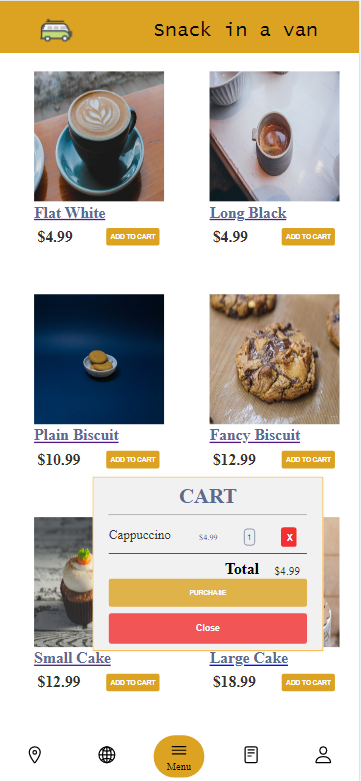 Snack in a van
Flat White
Long Black
$4.99 ADD TO CART
$4.99 ADD TO CART
Plain Biscuit
Fancy Biscuit
$10.99 ADD TO CART
$12.99 ADD TO CART
CART
Cappuccino $4.99 1 X
Total $4.99
PURCHASE
Close
Small Cake
Large Cake
$12.99 ADD TO CART
$18.99 ADD TO CART
Menu